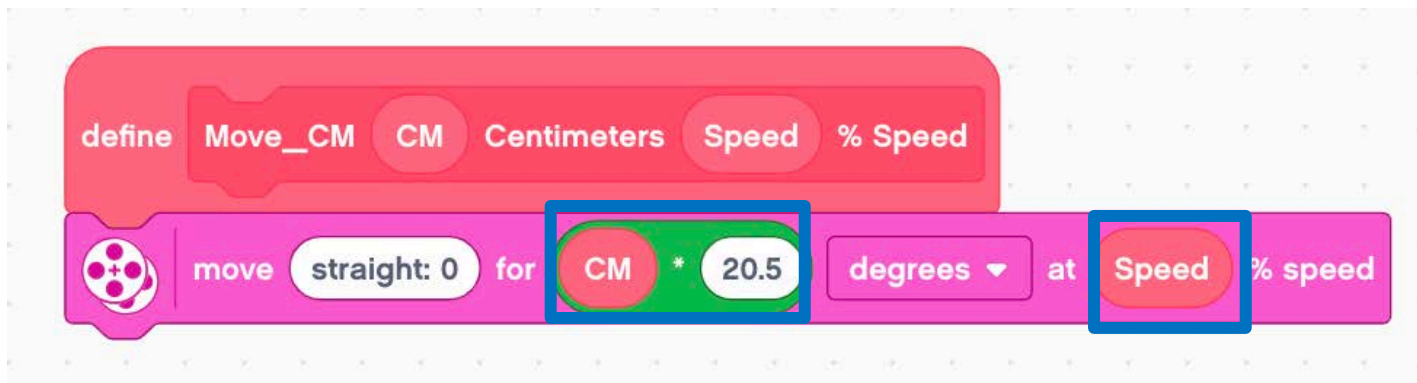 define Move_CM CM Centimeters Speed % Speed
move straight: 0 for CM * 20.5 degrees at Speed % speed